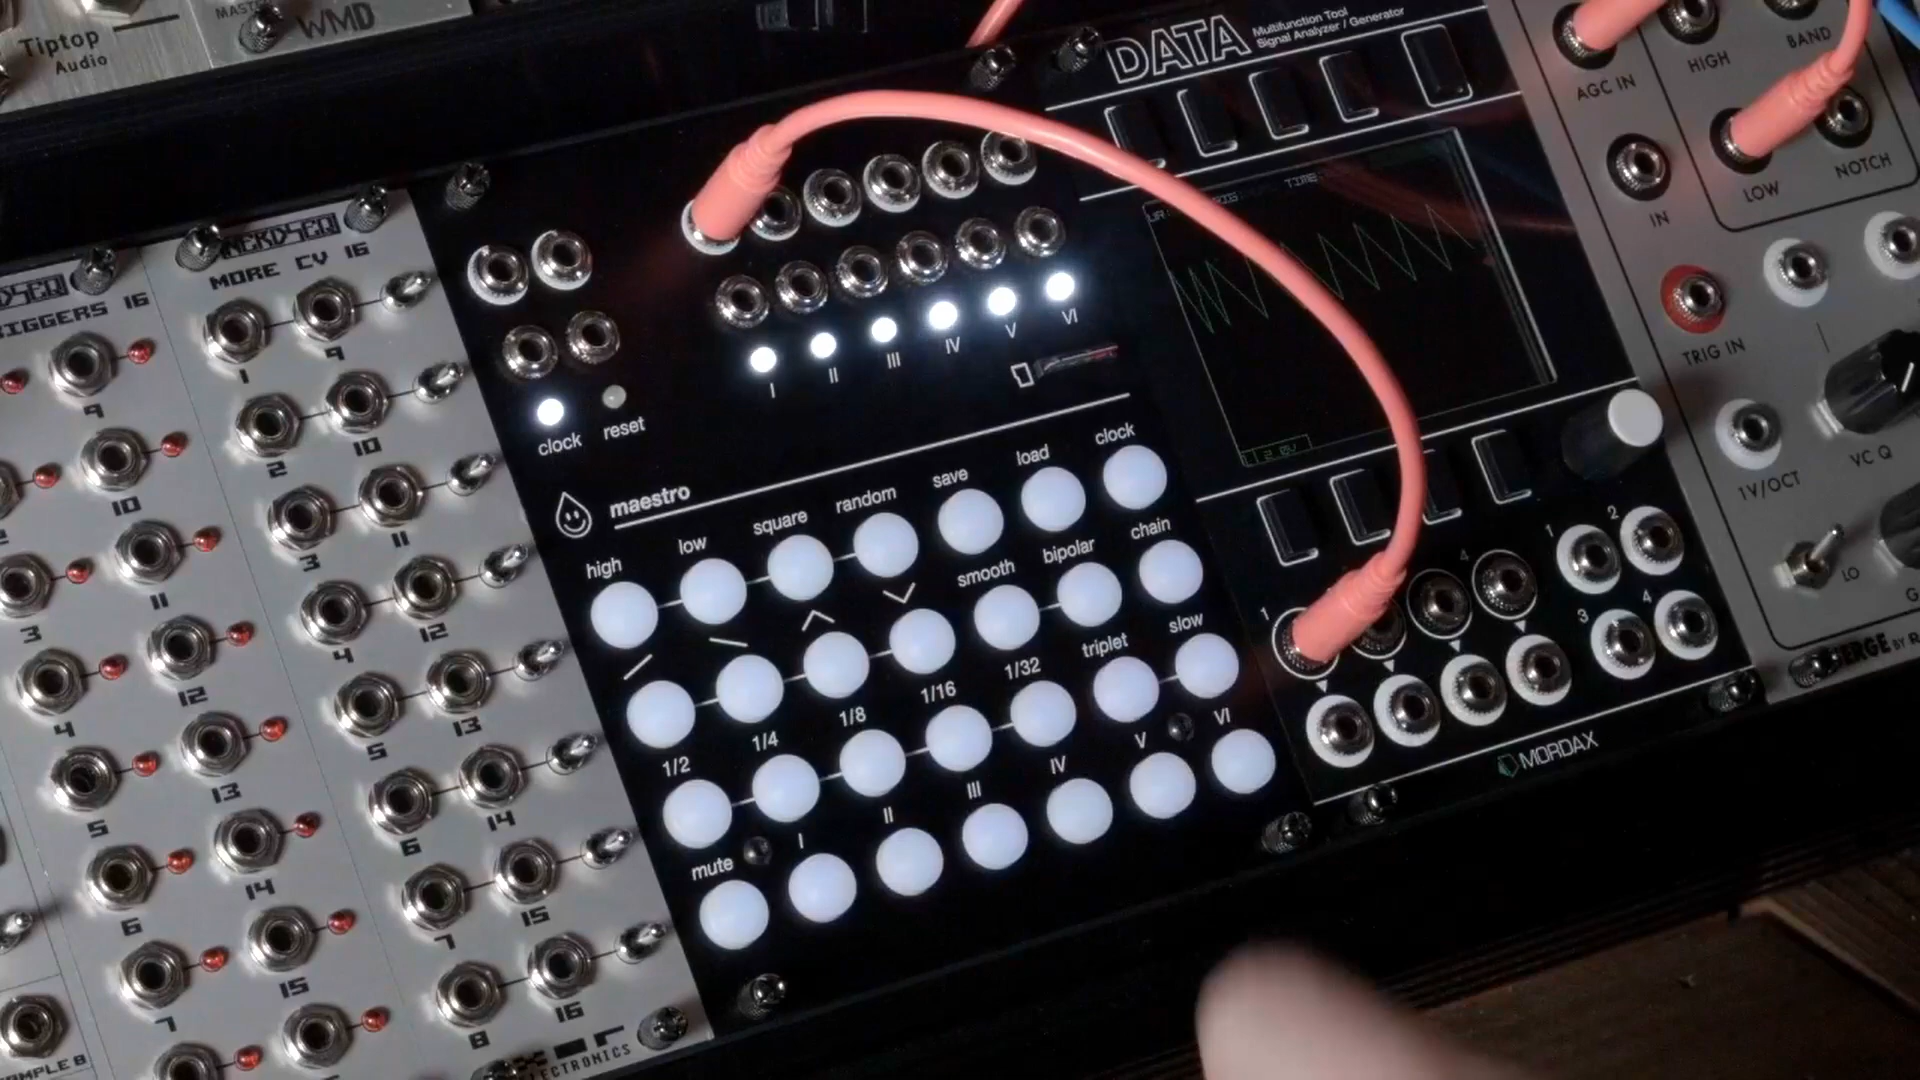 MASTER
Tiptop
Audio
WMD
DATA
Multifunction Tool
Signal Analyzer / Generator
TIME
AGC IN
HIGH
BAND
IN
LOW
NOTCH
TRIG IN
1V/OCT
VC Q
LO
NERDSEQ
MORE CV 16
1
2
3
4
5
6
7
8
9
10
11
12
13
14
15
16
TRIGGERS 16
3
4
5
6
7
9
10
11
12
13
14
15
clock
reset
I
II
III
IV
V
VI
maestro
high
low
square
random
save
load
clock
smooth
bipolar
chain
1/2
1/4
1/8
1/16
1/32
triplet
slow
mute
I
II
III
IV
V
VI
1
4
1
2
3
4
MORDAX
ELECTRONICS